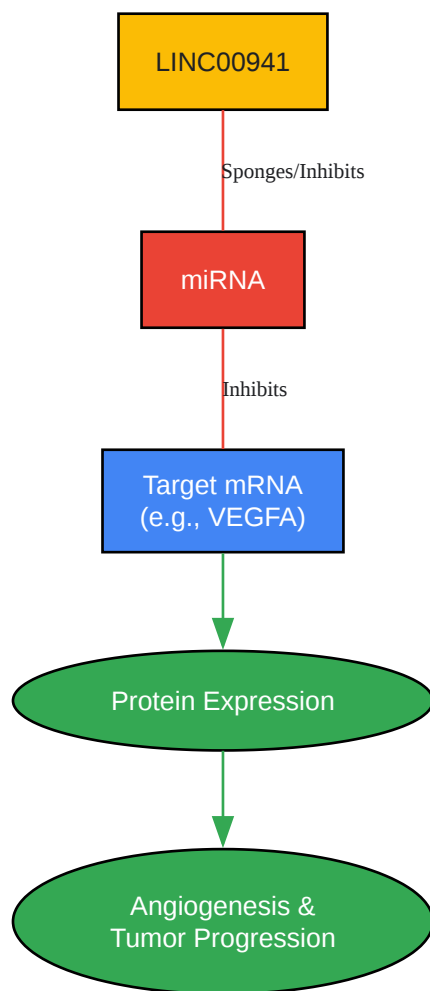 LINC00941
Sponges/Inhibits
miRNA
Inhibits
Target mRNA
(e.g., VEGFA)
Protein Expression
Angiogenesis &
Tumor Progression